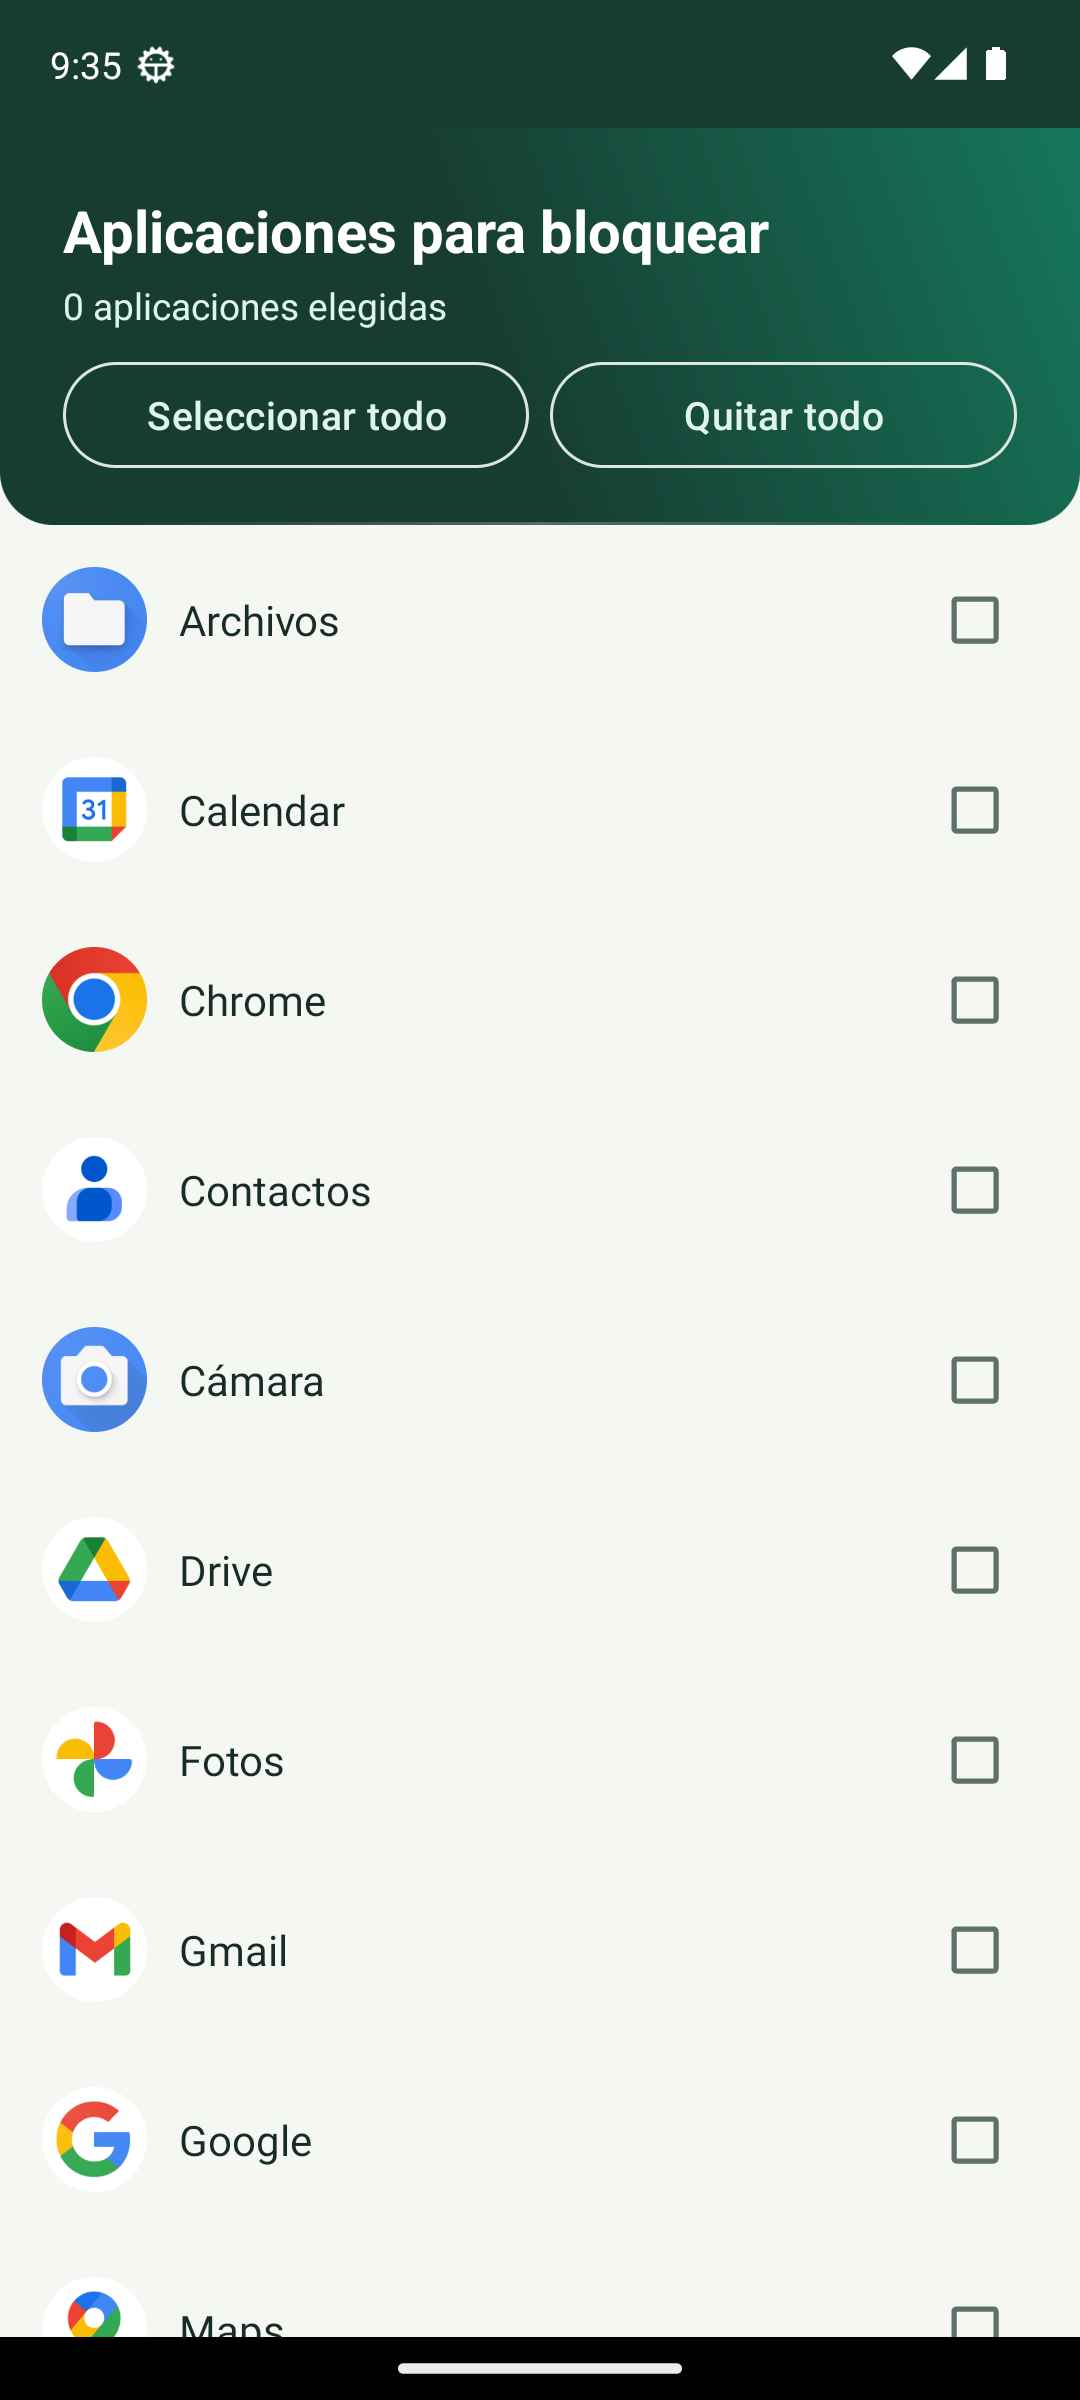 9:35
Aplicaciones para bloquear
0 aplicaciones elegidas
Seleccionar todo
Quitar todo
Archivos
31
Calendar
Chrome
Contactos
Cámara
Drive
Fotos
Gmail
Google
Maps